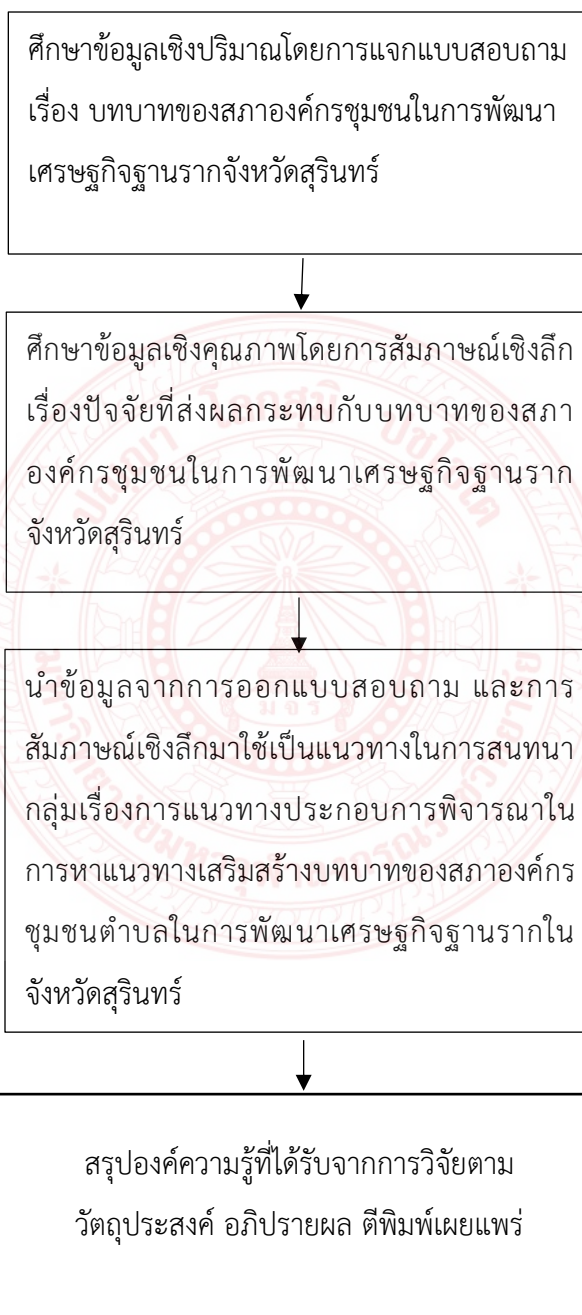 ศึกษาข้อมูลเชิงปริมาณโดยการแจกแบบสอบถาม
เรื่อง บทบาทของสภาองค์กรชุมชนในการพัฒนา
เศรษฐกิจฐานรากจังหวัดสุรินทร์
ศึกษาข้อมูลเชิงคุณภาพโดยการสัมภาษณ์เชิงลึก
เรื่องปัจจัยที่ส่งผลกระทบกับบทบาทของสภา
องค์กรชุมชนในการพัฒนาเศรษฐกิจฐานราก
จังหวัดสุรินทร์
นำข้อมูลจากการออกแบบสอบถาม และการ
สัมภาษณ์เชิงลึกมาใช้เป็นแนวทางในการสนทนา
กลุ่มเรื่องการแนวทางประกอบการพิจารณาใน
การหาแนวทางเสริมสร้างบทบาทของสภาองค์กร
ชุมชนตำบลในการพัฒนาเศรษฐกิจฐานรากใน
จังหวัดสุรินทร์
สรุปองค์ความรู้ที่ได้รับจากการวิจัยตาม
วัตถุประสงค์ อภิปรายผล ตีพิมพ์เผยแพร่